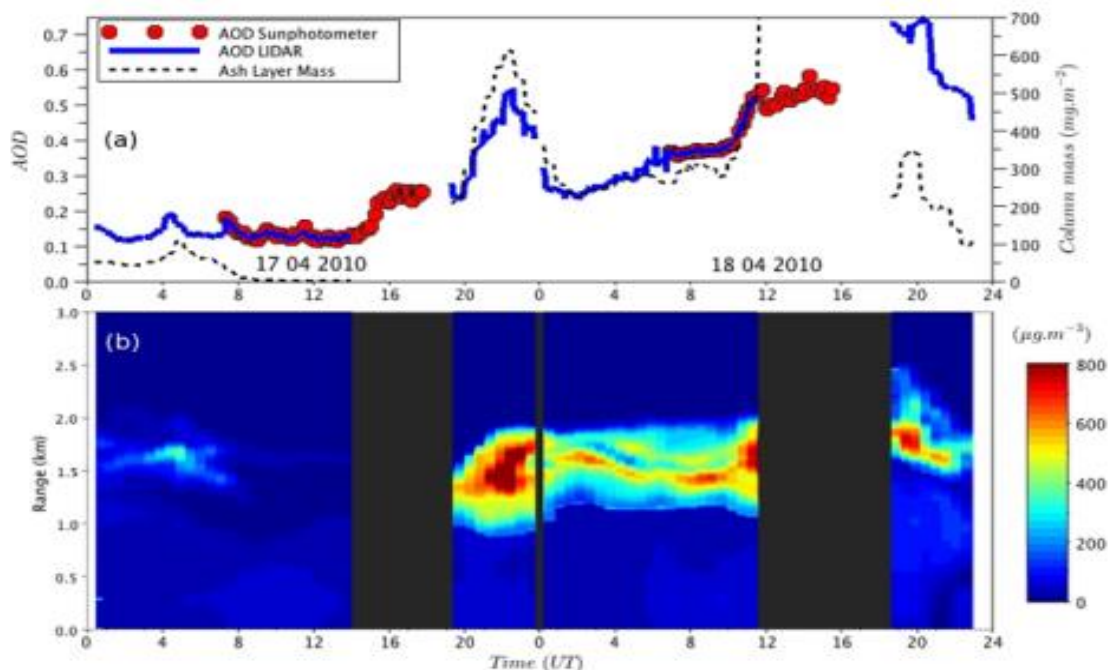 AOD Sunphotometer
AOD LIDAR
Ash Layer Mass
(a)
AOD
0.7
0.6
0.5
0.4
0.3
0.2
0.1
0.0
700
600
500
400
300
200
100
0
Column mass (mg.m⁻²)
17 04 2010
18 04 2010
0 4 8 12 16 20 0 4 8 12 16 20 24
(b)
Range (km)
3.0
2.5
2.0
1.5
1.0
0.5
0.0
0 4 8 12 16 20 0 4 8 12 16 20 24
Time (UT)
(μg.m⁻³)
800
600
400
200
0